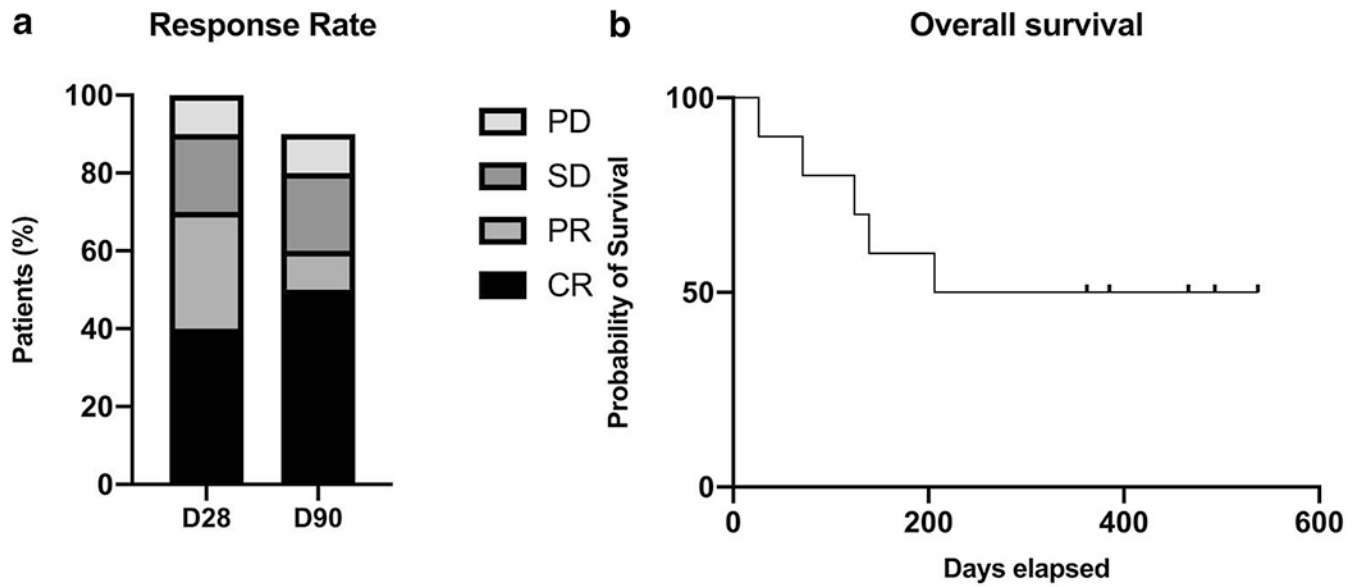 a
Response Rate
Patients (%)
100
80
60
40
20
0
D28
D90
PD
SD
PR
CR
b
Overall survival
Probability of Survival
100
50
0
0
200
400
600
Days elapsed